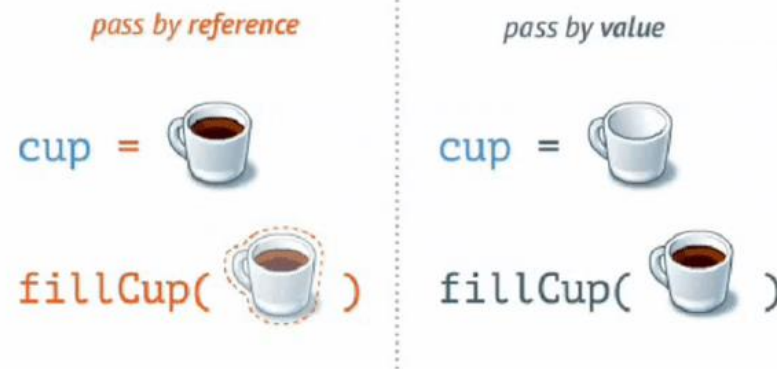 pass by reference
cup =
fillCup( )
pass by value
cup =
fillCup( )